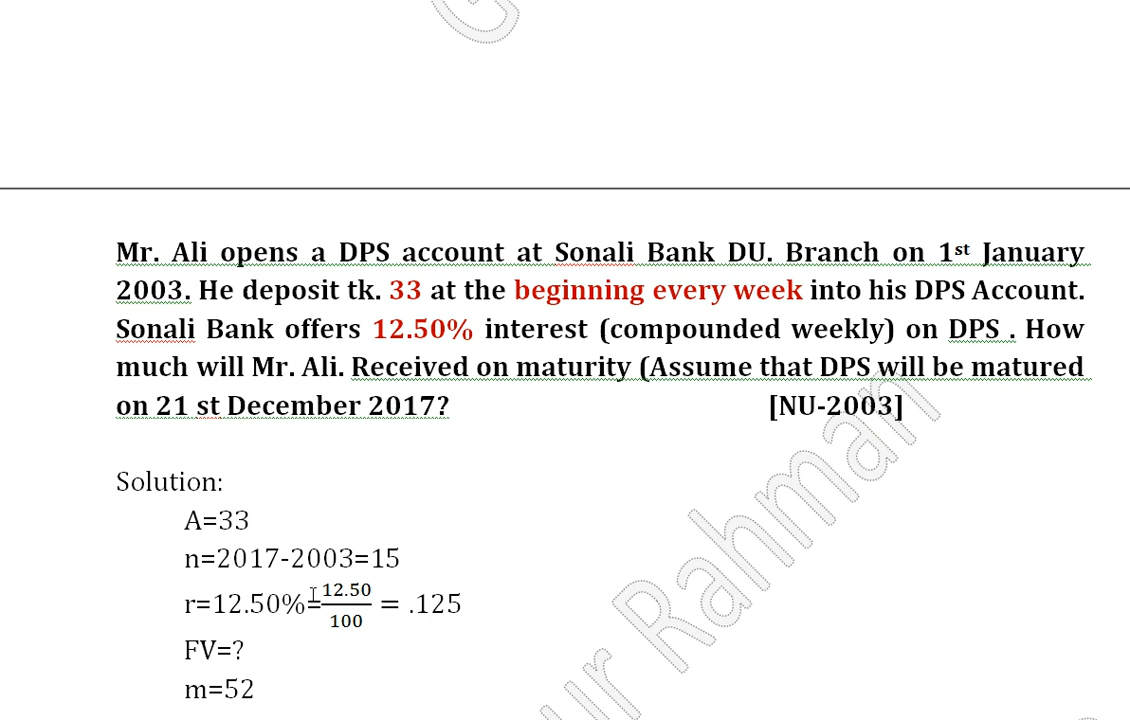 Mr. Ali opens a DPS account at Sonali Bank DU. Branch on 1st January
2003. He deposit tk. 33 at the beginning every week into his DPS Account.
Sonali Bank offers 12.50% interest (compounded weekly) on DPS . How
much will Mr. Ali. Received on maturity (Assume that DPS will be matured
on 21 st December 2017? [NU-2003]
Solution:
A=33
n=2017-2003=15
r=12.50%=12.50/100 = .125
FV=?
m=52
ur Rahman